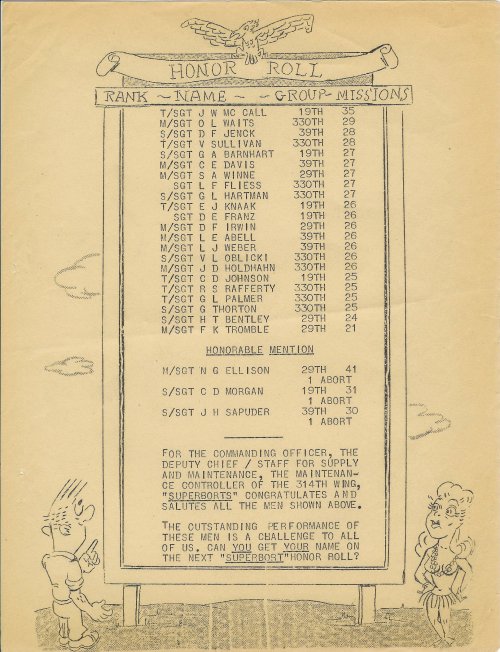 HONOR ROLL
RANK ~ NAME ~ - GROUP - MISSIONS
T/SGT J W MC CALL 19TH 35
M/SGT O L WAITS 330TH 29
S/SGT D F JENCK 39TH 28
T/SGT V SULLIVAN 330TH 28
S/SGT G A BARNHART 19TH 27
M/SGT C E DAVIS 39TH 27
M/SGT S A WINNE 29TH 27
SGT L F FLIESS 330TH 27
S/SGT G L HARTMAN 330TH 27
T/SGT E J KNAAK 19TH 26
SGT D E FRANZ 19TH 26
M/SGT D F IRWIN 29TH 26
M/SGT L E ABELL 39TH 26
M/SGT L J WEBER 39TH 26
S/SGT V L OBLICKI 330TH 26
M/SGT J D HOLDHAHN 330TH 26
T/SGT C D JOHNSON 19TH 25
T/SGT R S RAFFERTY 330TH 25
T/SGT G L PALMER 330TH 25
S/SGT G THORTON 330TH 25
S/SGT H T BENTLEY 29TH 24
M/SGT F K TROMBLE 29TH 21
HONORABLE MENTION
M/SGT N G ELLISON 29TH 41
1 ABORT
S/SGT C D MORGAN 19TH 31
1 ABORT
S/SGT J H SAPUDER 39TH 30
1 ABORT
FOR THE COMMANDING OFFICER, THE
DEPUTY CHIEF / STAFF FOR SUPPLY
AND MAINTENANCE, THE MAINTENAN-
CE CONTROLLER OF THE 314TH WING,
"SUPERBORTS" CONGRATULATES AND
SALUTES ALL THE MEN SHOWN ABOVE.
THE OUTSTANDING PERFORMANCE OF
THESE MEN IS A CHALLENGE TO ALL
OF US. CAN YOU GET YOUR NAME ON
THE NEXT "SUPERBORT"HONOR ROLL?